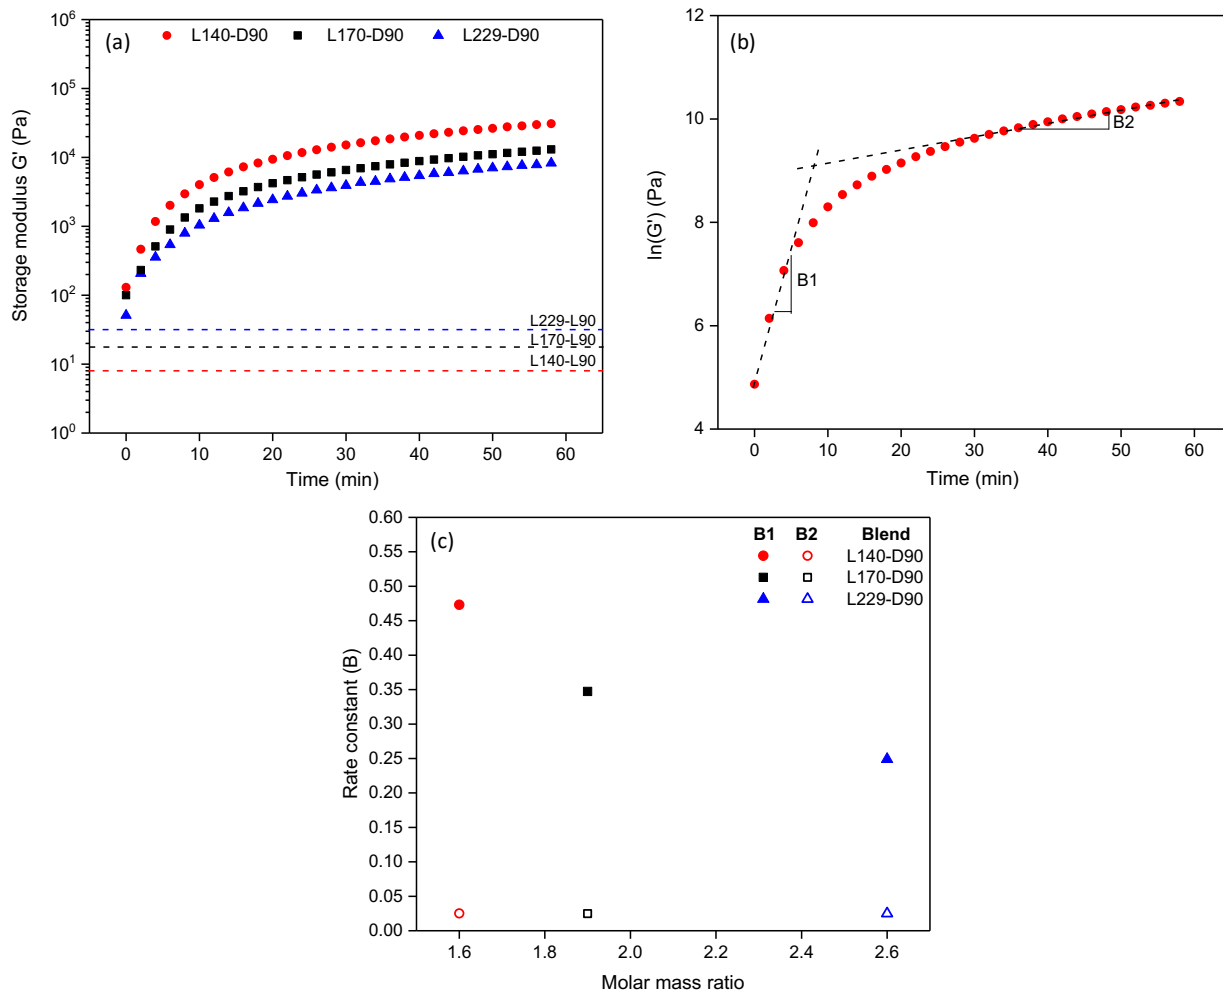 (a)
L140-D90 L170-D90 L229-D90
10⁶
10⁵
10⁴
10³
10²
10¹
10⁰
Storage modulus G' (Pa)
L229-L90
L170-L90
L140-L90
0 10 20 30 40 50 60
Time (min)
(b)
12
10
8
6
4
ln(G') (Pa)
B2
B1
0 10 20 30 40 50 60
Time (min)
(c)
B1 B2 Blend
L140-D90
L170-D90
L229-D90
0.60
0.55
0.50
0.45
0.40
0.35
0.30
0.25
0.20
0.15
0.10
0.05
0.00
Rate constant (B)
1.6 1.8 2.0 2.2 2.4 2.6
Molar mass ratio